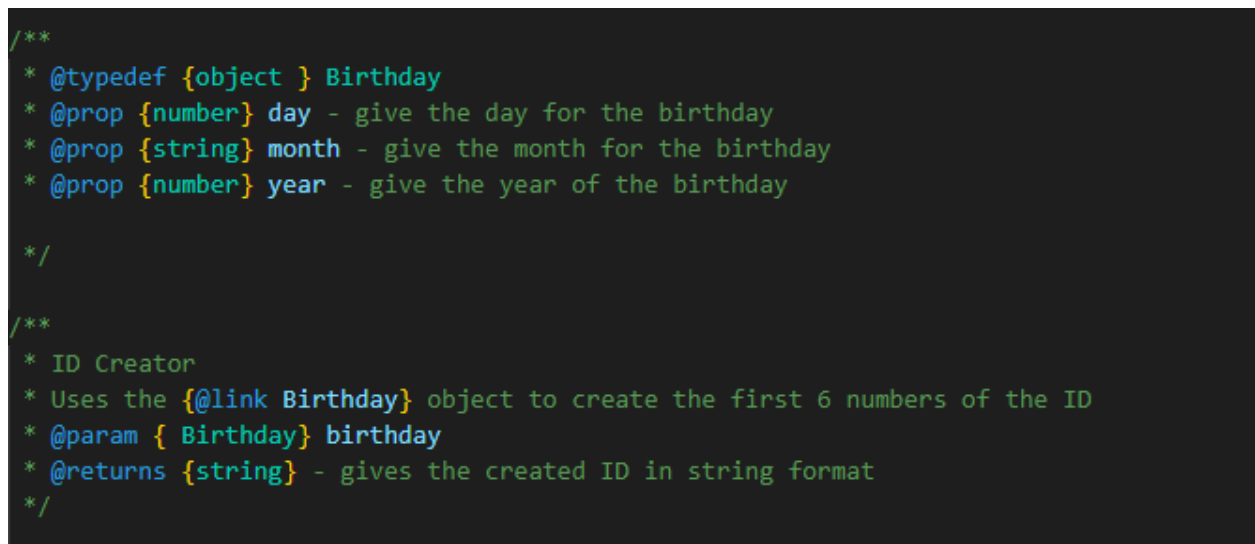 /**
* @typedef {object } Birthday
* @prop {number} day - give the day for the birthday
* @prop {string} month - give the month for the birthday
* @prop {number} year - give the year of the birthday
*/
/**
* ID Creator
* Uses the {@link Birthday} object to create the first 6 numbers of the ID
* @param { Birthday} birthday
* @returns {string} - gives the created ID in string format
*/